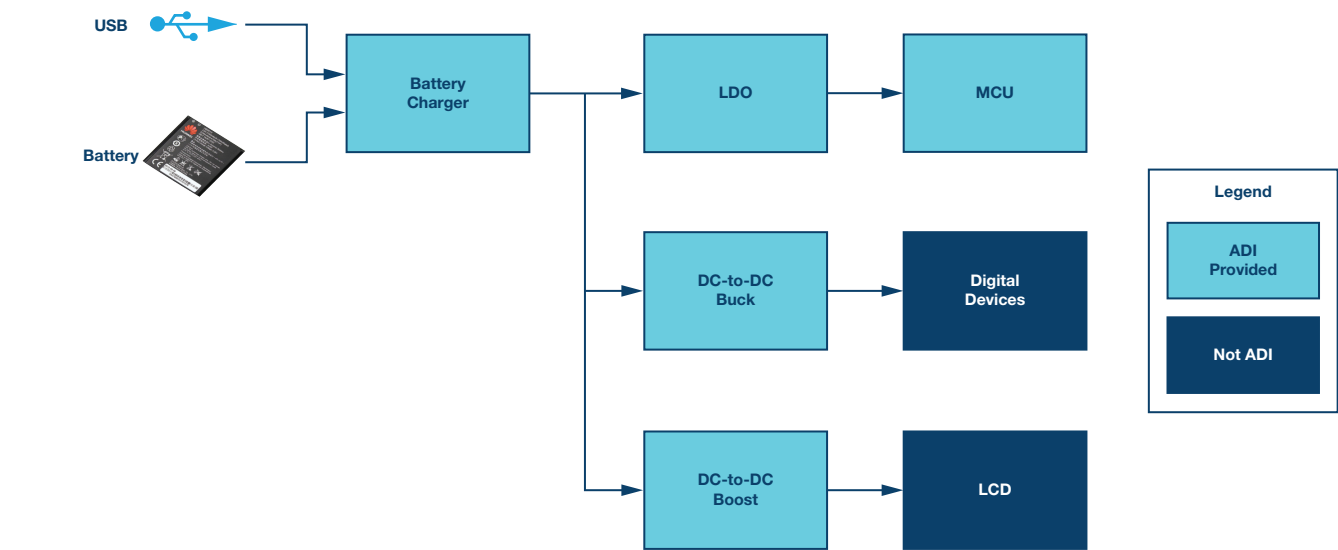 USB
Battery
Battery
Charger
LDO
MCU
DC-to-DC
Buck
Digital
Devices
DC-to-DC
Boost
LCD
Legend
ADI
Provided
Not ADI